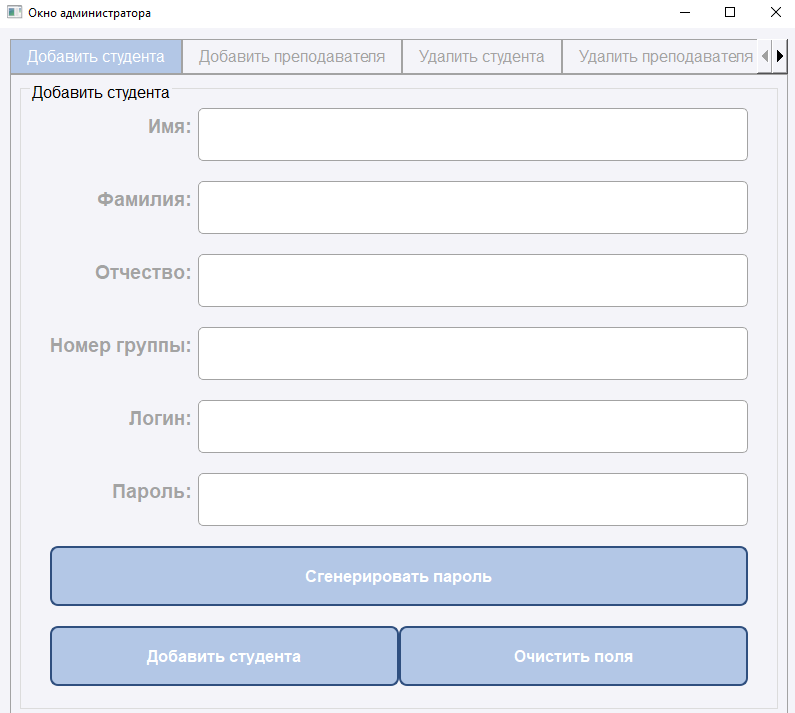 Окно администратора
Добавить студента Добавить преподавателя Удалить студента Удалить преподавателя
Добавить студента
Имя:
Фамилия:
Отчество:
Номер группы:
Логин:
Пароль:
Сгенерировать пароль
Добавить студента Очистить поля